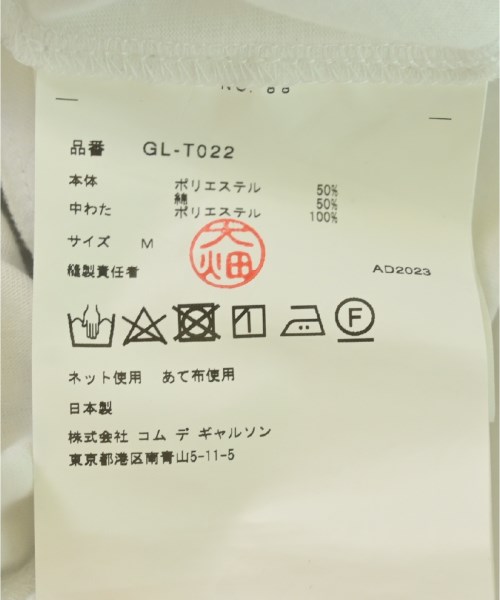 品番 GL-T022
本体 ポリエステル 50%
綿 50%
中わた ポリエステル 100%
サイズ M
大畑
縫製責任者
AD2023
1
F
ネット使用 あて布使用
日本製
株式会社 コム デ ギャルソン
東京都港区南青山5-11-5